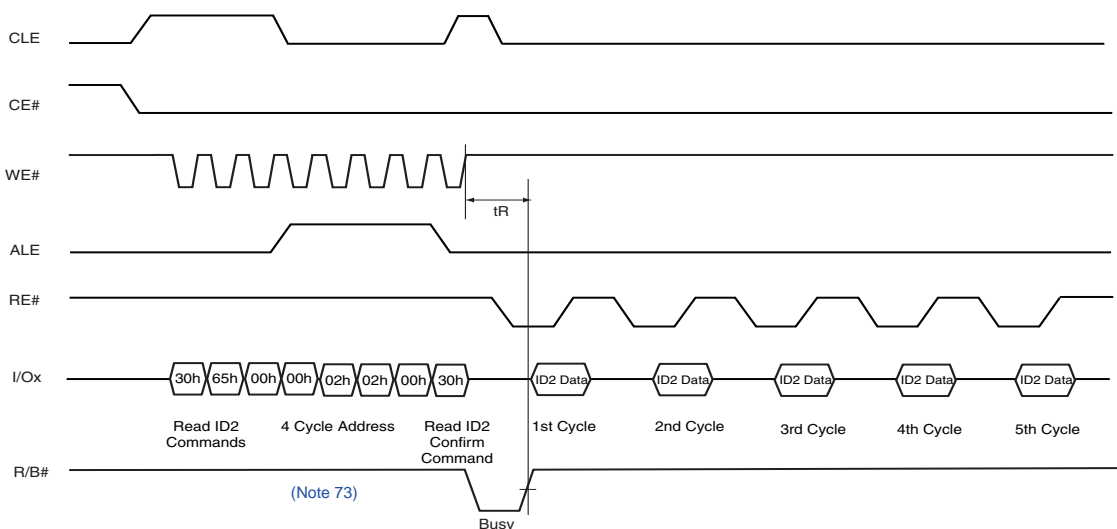 CLE
CE#
WE#
tR
ALE
RE#
I/Ox
30h 65h 00h 00h 02h 02h 00h 30h ID2 Data ID2 Data ID2 Data ID2 Data ID2 Data
Read ID2 Commands
4 Cycle Address
Read ID2 Confirm Command
1st Cycle
2nd Cycle
3rd Cycle
4th Cycle
5th Cycle
R/B#
(Note 73)
Busy